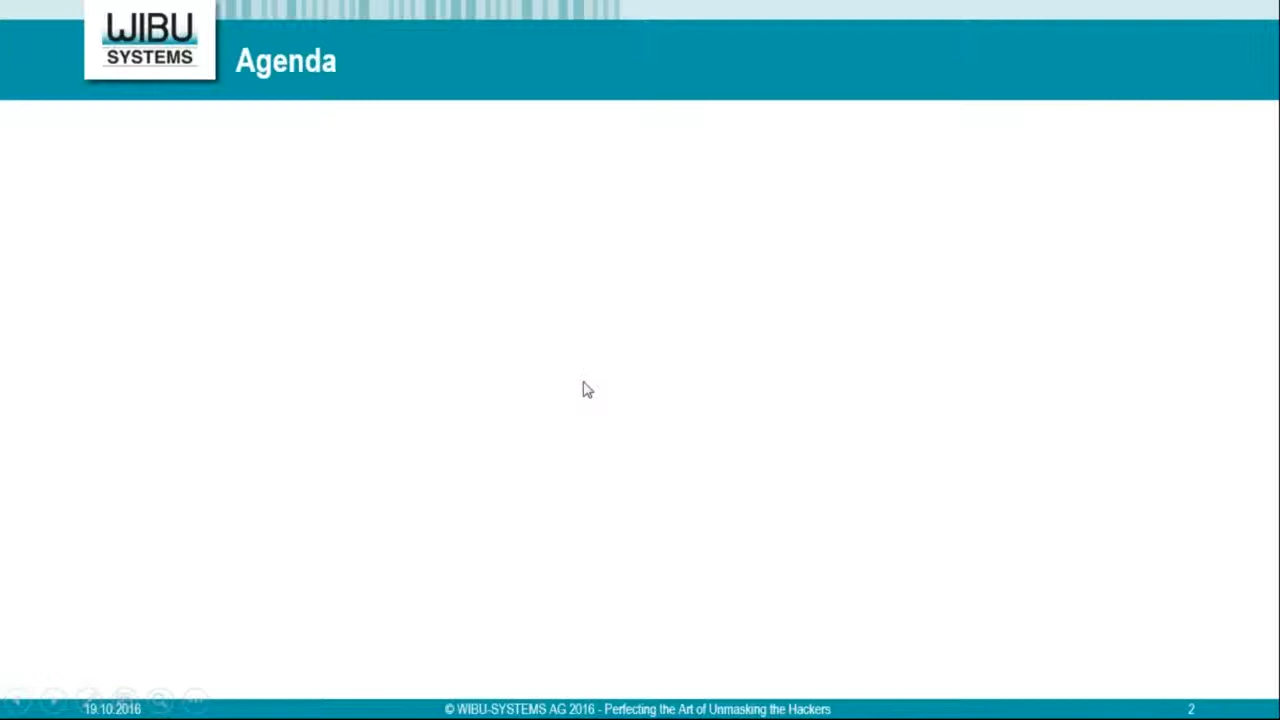 WIBU
SYSTEMS
Agenda
19.10.2016
© WIBU-SYSTEMS AG 2016 - Perfecting the Art of Unmasking the Hackers
2